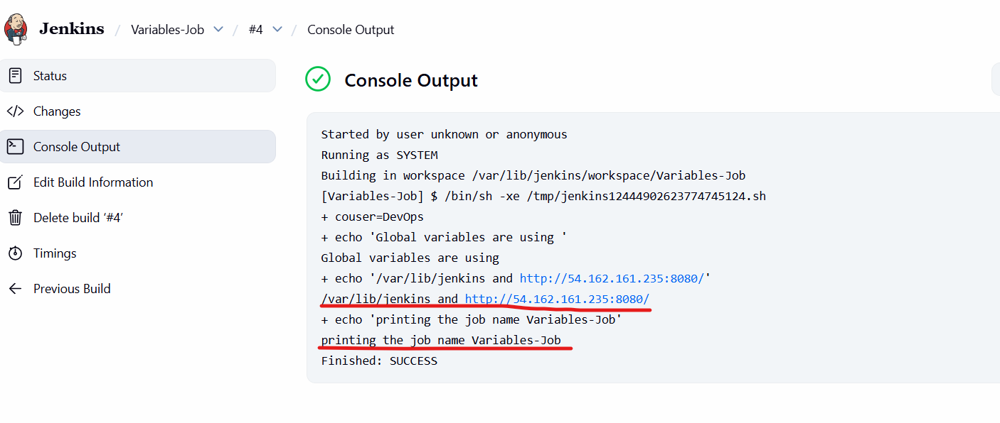 Jenkins / Variables-Job / #4 / Console Output
Status
Changes
Console Output
Edit Build Information
Delete build ‘#4’
Timings
Previous Build
Console Output
Started by user unknown or anonymous
Running as SYSTEM
Building in workspace /var/lib/jenkins/workspace/Variables-Job
[Variables-Job] $ /bin/sh -xe /tmp/jenkins12444902623774745124.sh
+ couser=DevOps
+ echo 'Global variables are using '
Global variables are using
+ echo '/var/lib/jenkins and http://54.162.161.235:8080/'
/var/lib/jenkins and http://54.162.161.235:8080/
+ echo 'printing the job name Variables-Job'
printing the job name Variables-Job
Finished: SUCCESS